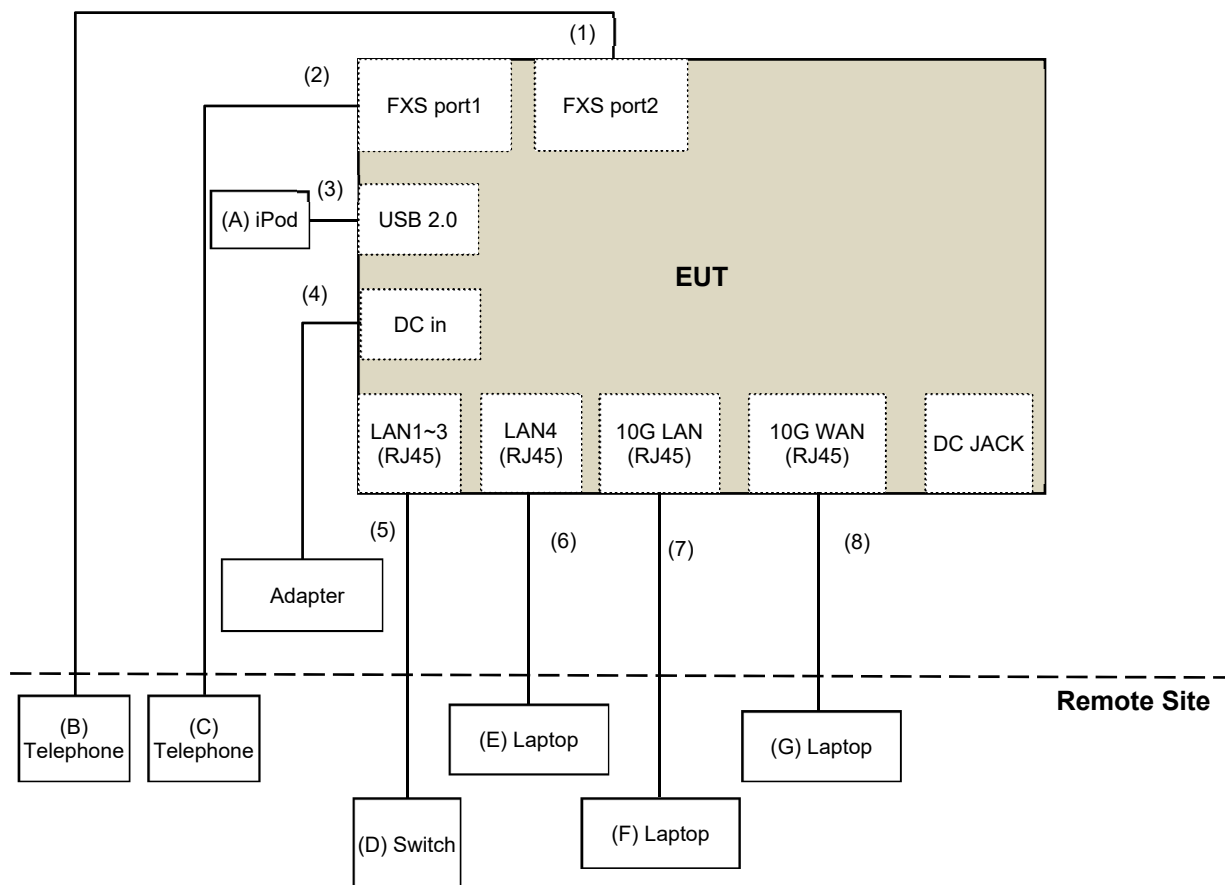 (1)
(2)
FXS port1
FXS port2
(3)
(A) iPod
USB 2.0
EUT
(4)
DC in
LAN1~3
(RJ45)
LAN4
(RJ45)
10G LAN
(RJ45)
10G WAN
(RJ45)
DC JACK
(5)
(6)
(7)
(8)
Adapter
Remote Site
(B)
Telephone
(C)
Telephone
(E) Laptop
(G) Laptop
(D) Switch
(F) Laptop